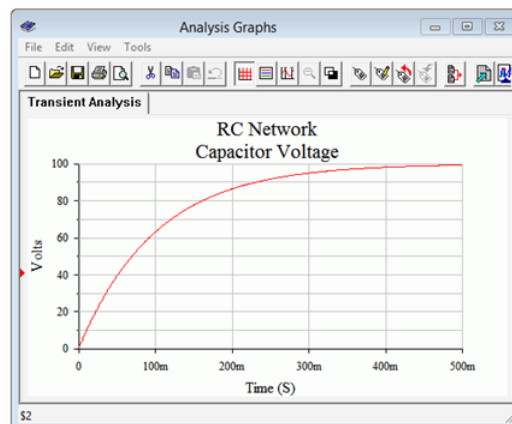 Analysis Graphs
File Edit View Tools
Transient Analysis
RC Network
Capacitor Voltage
100
80
60
40
20
0
Volts
0 100m 200m 300m 400m 500m
Time (S)
$2